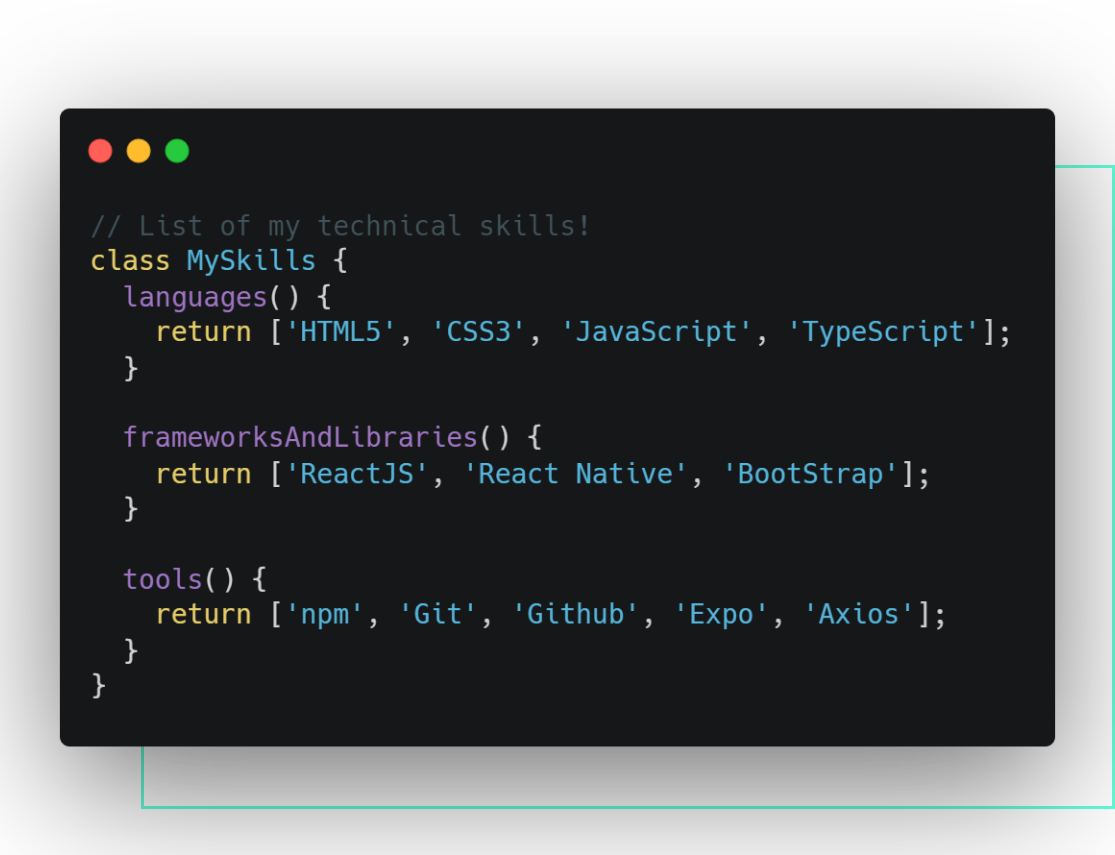 // List of my technical skills!
class MySkills {
  languages() {
    return ['HTML5', 'CSS3', 'JavaScript', 'TypeScript'];
  }

  frameworksAndLibraries() {
    return ['ReactJS', 'React Native', 'BootStrap'];
  }

  tools() {
    return ['npm', 'Git', 'Github', 'Expo', 'Axios'];
  }
}